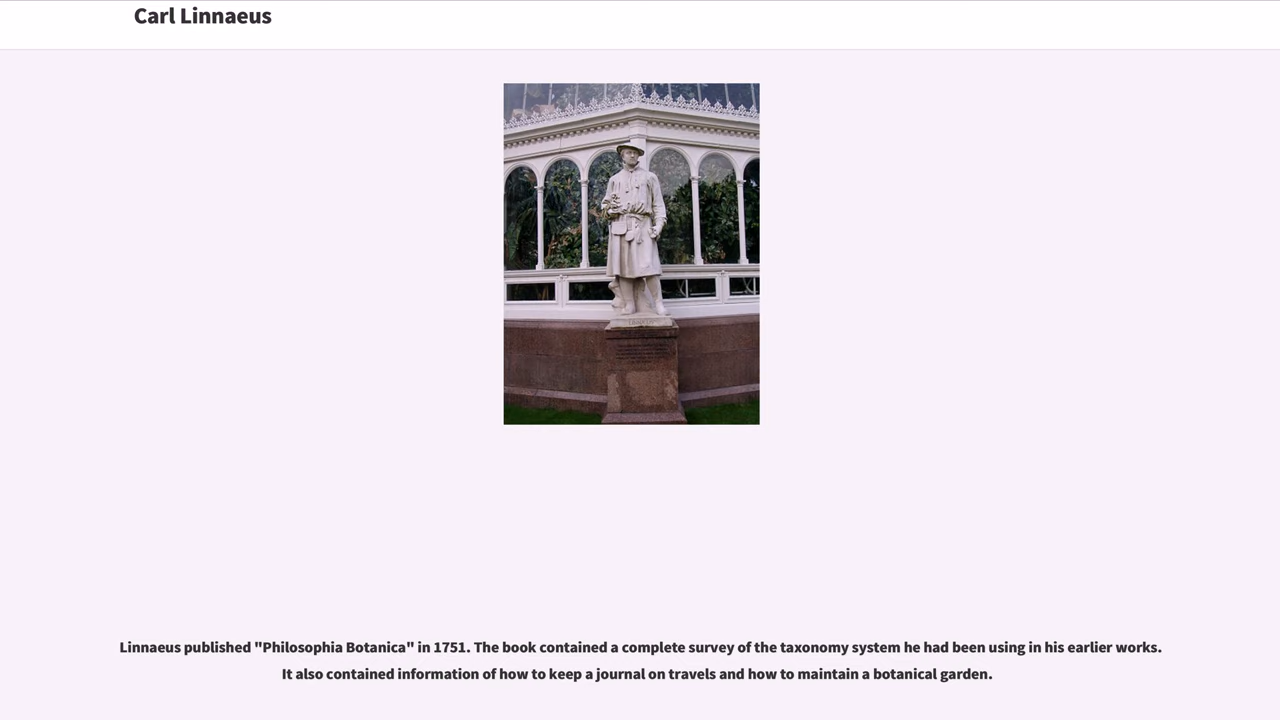 Carl Linnaeus
Linnaeus published "Philosophia Botanica" in 1751. The book contained a complete survey of the taxonomy system he had been using in his earlier works.
It also contained information of how to keep a journal on travels and how to maintain a botanical garden.